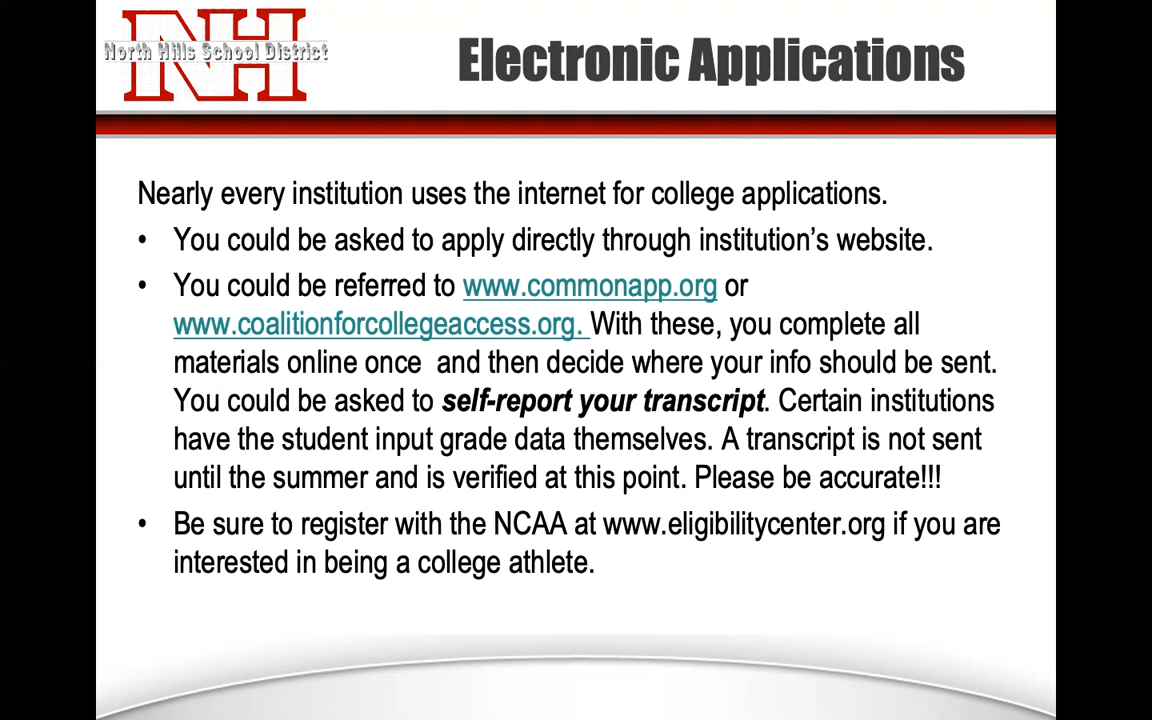 North Hills School District
NH
Electronic Applications
Nearly every institution uses the internet for college applications.
• You could be asked to apply directly through institution’s website.
• You could be referred to www.commonapp.org or
www.coalitionforcollegeaccess.org. With these, you complete all
materials online once  and then decide where your info should be sent.
You could be asked to self-report your transcript. Certain institutions
have the student input grade data themselves. A transcript is not sent
until the summer and is verified at this point. Please be accurate!!!
• Be sure to register with the NCAA at www.eligibilitycenter.org if you are
interested in being a college athlete.